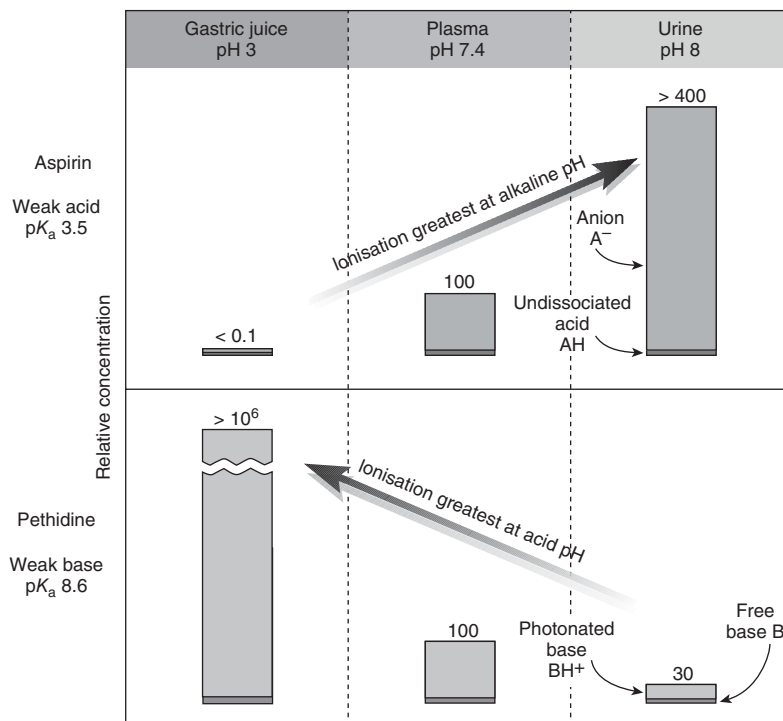 Gastric juice
pH 3
Plasma
pH 7.4
Urine
pH 8
Aspirin
Weak acid
pKa 3.5
< 0.1
100
> 400
Ionisation greatest at alkaline pH
Anion
A−
Undissociated
acid
AH
Relative concentration
Pethidine
Weak base
pKa 8.6
> 10⁶
100
30
Ionisation greatest at acid pH
Photonated
base
BH+
Free
base B